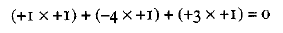 (+1 × +1) + (−4 × +1) + (+3 × +1) = 0